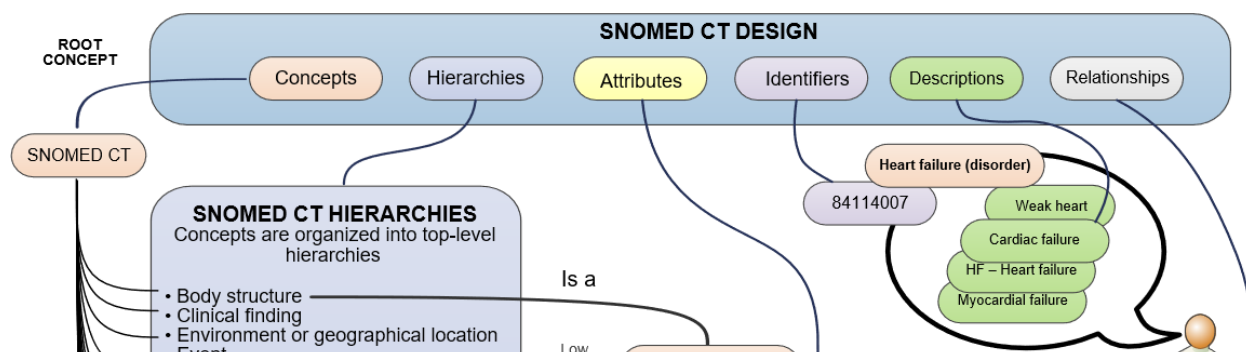 SNOMED CT DESIGN
ROOT
CONCEPT
Concepts
Hierarchies
Attributes
Identifiers
Descriptions
Relationships
SNOMED CT
Heart failure (disorder)
84114007
Weak heart
Cardiac failure
HF – Heart failure
Myocardial failure
SNOMED CT HIERARCHIES
Concepts are organized into top-level
hierarchies
• Body structure
• Clinical finding
• Environment or geographical location
Event
Is a
Low